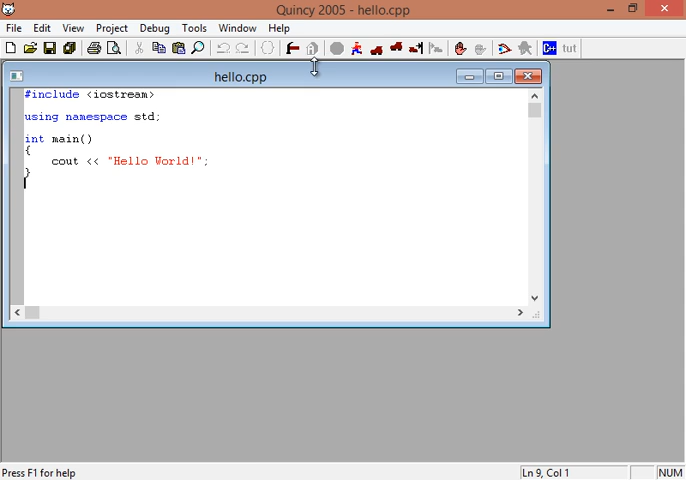 Quincy 2005 - hello.cpp
File Edit View Project Debug Tools Window Help
C++ tut
hello.cpp
#include <iostream>
using namespace std;
int main()
{
cout << "Hello World!";
}
Press F1 for help
Ln 9, Col 1
NUM